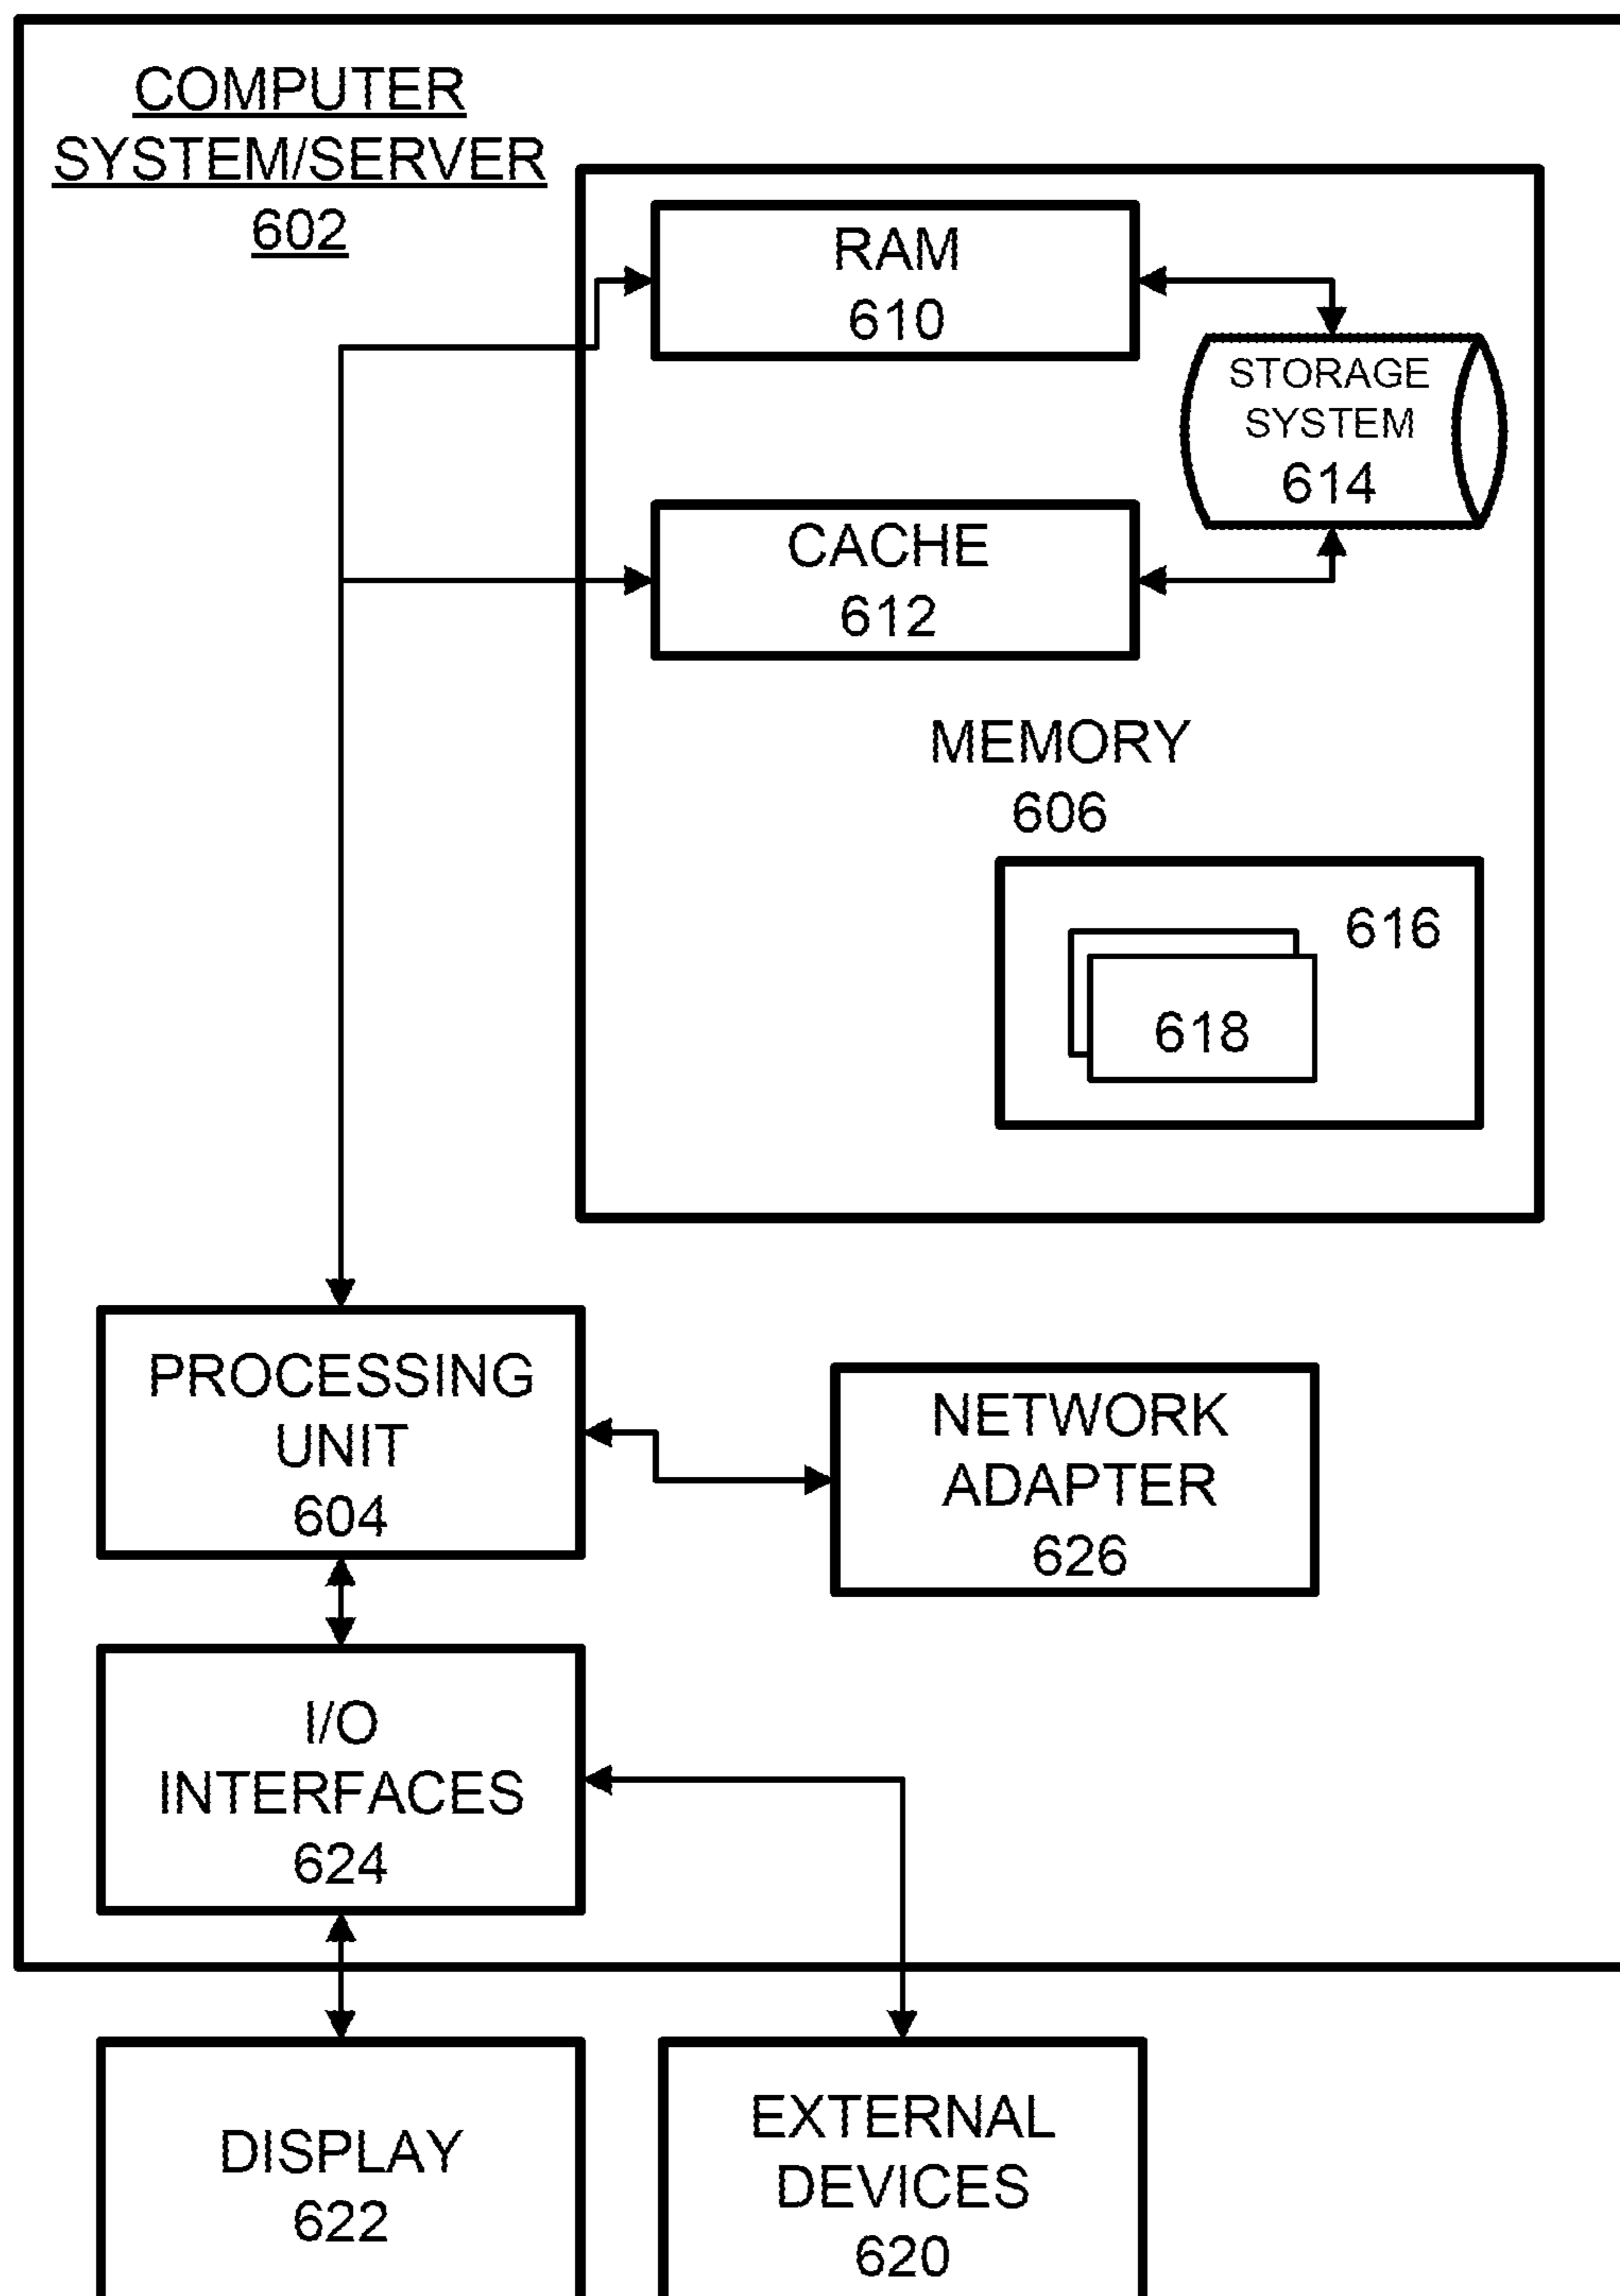 COMPUTER
SYSTEM/SERVER
602
RAM
610
STORAGE
SYSTEM
614
CACHE
612
MEMORY
606
616
618
PROCESSING
UNIT
604
NETWORK
ADAPTER
626
I/O
INTERFACES
624
DISPLAY
622
EXTERNAL
DEVICES
620